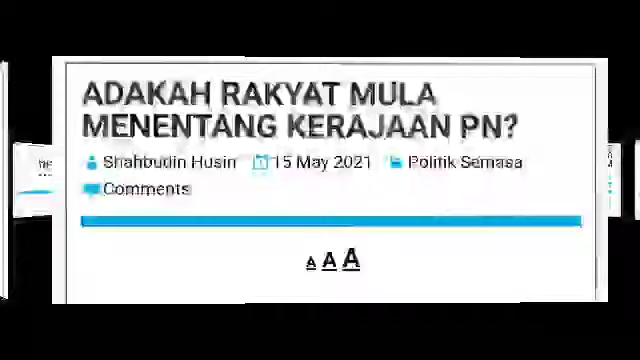 ADAKAH RAKYAT MULA
MENENTANG KERAJAAN PN?
Shahbudin Husin 15 May 2021 Politik Semasa
Comments
A A A